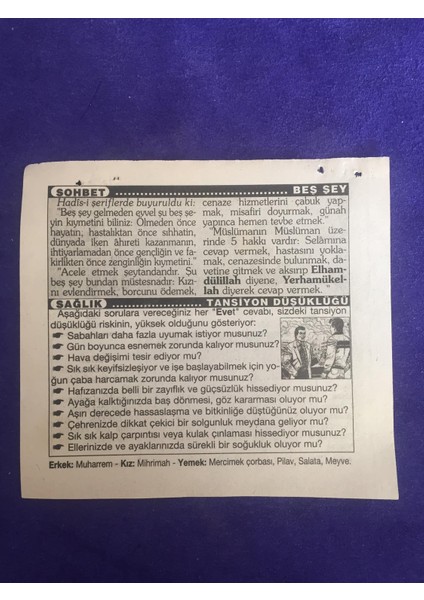 SOHBET ........ BEŞ ŞEY
Hadîs-i şeriflerde buyuruldu ki:
"Beş şey gelmeden evvel şu beş şe-
yin kıymetini biliniz: Ölmeden önce
hayatın, hastalıktan önce sıhhatin,
dünyada iken âhreti kazanmanın,
ihtiyarlamadan önce gençliğin ve fa-
kirlikten önce zenginliğin kıymetini."
"Acele etmek şeytandandır. Şu
beş şey bundan müstesnadır: Kızı-
nı evlendirmek, borcunu ödemek,
cenaze hizmetlerini çabuk yap-
mak, misafiri doyurmak, günah
yapınca hemen tevbe etmek."
"Müslümanın Müslüman üze-
rinde 5 hakkı vardır: Selâmına
cevap vermek, hastasını yokla-
mak, cenazesinde bulunmak, da-
vetine gitmek ve aksırıp Elham-
dülillah diyene, Yerhamükel-
lah diyerek cevap vermek. "
SAĞLIK ........ TANSİYON DÜŞÜKLÜĞÜ
Aşağıdaki sorulara vereceğiniz her "Evet" cevabı, sizdeki tansiyon
düşüklüğü riskinin, yüksek olduğunu gösteriyor:
☛ Sabahları daha fazla uyumak istiyor musunuz?
☛ Gün boyunca esnemek zorunda kalıyor musunuz?
☛ Hava değişimi tesir ediyor mu?
☛ Sık sık keyifsizleşiyor ve işe başlayabilmek için yo-
ğun çaba harcamak zorunda kalıyor musunuz?
☛ Hafızanızda belli bir zayıflık ve güçsüzlük hissediyor musunuz?
☛ Ayağa kalktığınızda baş dönmesi, göz kararması oluyor mu?
☛ Aşırı derecede hassaslaşma ve bitkinliğe düştüğünüz oluyor mu?
☛ Çehrenizde dikkat çekici bir solgunluk meydana geliyor mu?
☛ Sık sık kalp çarpıntısı veya kulak çınlaması hissediyor musunuz?
☛ Ellerinizde ve ayaklarınızda sürekli bir soğukluk oluyor mu?
Erkek: Muharrem - Kız: Mihrimah - Yemek: Mercimek çorbası, Pilav, Salata, Meyve.